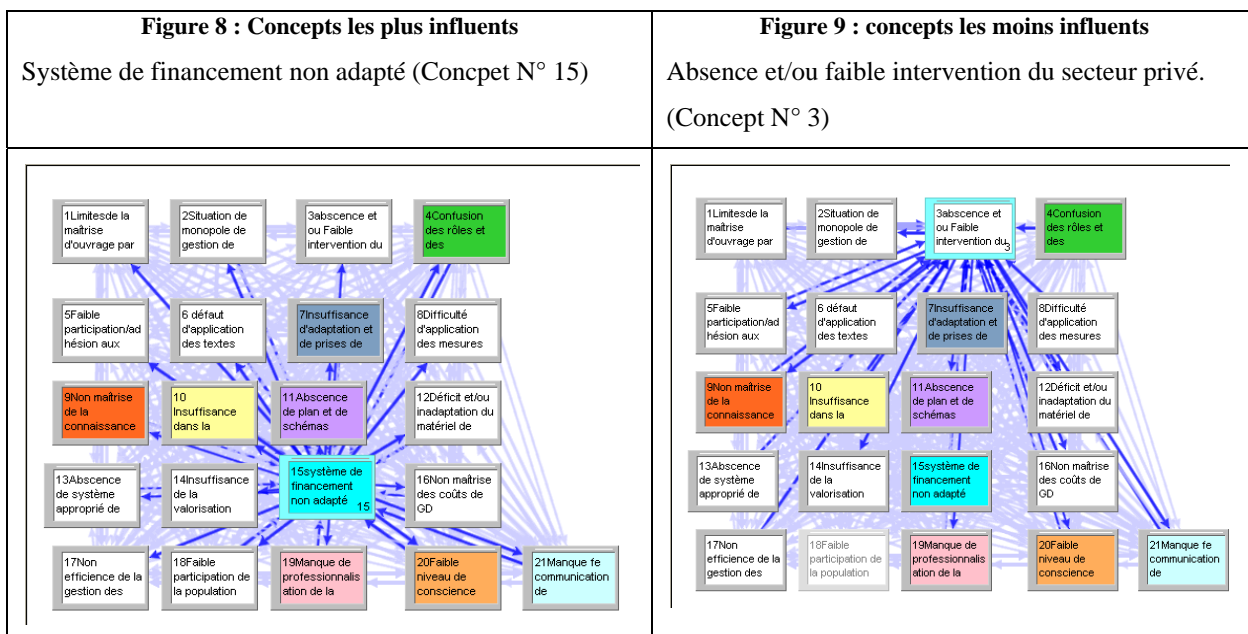 Figure 8 : Concepts les plus influents
Système de financement non adapté (Concpet N° 15)
Figure 9 : concepts les moins influents
Absence et/ou faible intervention du secteur privé.
(Concept N° 3)
1Limitesde la
maîtrise
d'ouvrage par
2Situation de
monopole de
gestion de
3abscence et
ou Faible
intervention du
4Confusion
des rôles et
des
5Faible
participation/ad
hésion aux
6 défaut
d'application
des textes
7Insuffisance
d'adaptation et
de prises de
8Difficulté
d'application
des mesures
9Non maîtrise
de la
connaissance
10
Insuffisance
dans la
11Abscence
de plan et de
schémas
12Déficit et/ou
inadaptation du
matériel de
13Abscence
de système
approprié de
14Insuffisance
de la
valorisation
15système de
financement
non adapté
15
16Non maîtrise
des coûts de
GD
17Non
efficience de la
gestion des
18Faible
participation de
la population
19Manque de
professionnalis
ation de la
20Faible
niveau de
conscience
21Manque fe
communication
de
1Limitesde la
maîtrise
d'ouvrage par
2Situation de
monopole de
gestion de
3abscence et
ou Faible
intervention du
3
4Confusion
des rôles et
des
5Faible
participation/ad
hésion aux
6 défaut
d'application
des textes
7Insuffisance
d'adaptation et
de prises de
8Difficulté
d'application
des mesures
9Non maîtrise
de la
connaissance
10
Insuffisance
dans la
11Abscence
de plan et de
schémas
12Déficit et/ou
inadaptation du
matériel de
13Abscence
de système
approprié de
14Insuffisance
de la
valorisation
15système de
financement
non adapté
16Non maîtrise
des coûts de
GD
17Non
efficience de la
gestion des
18Faible
participation de
la population
19Manque de
professionnalis
ation de la
20Faible
niveau de
conscience
21Manque fe
communication
de